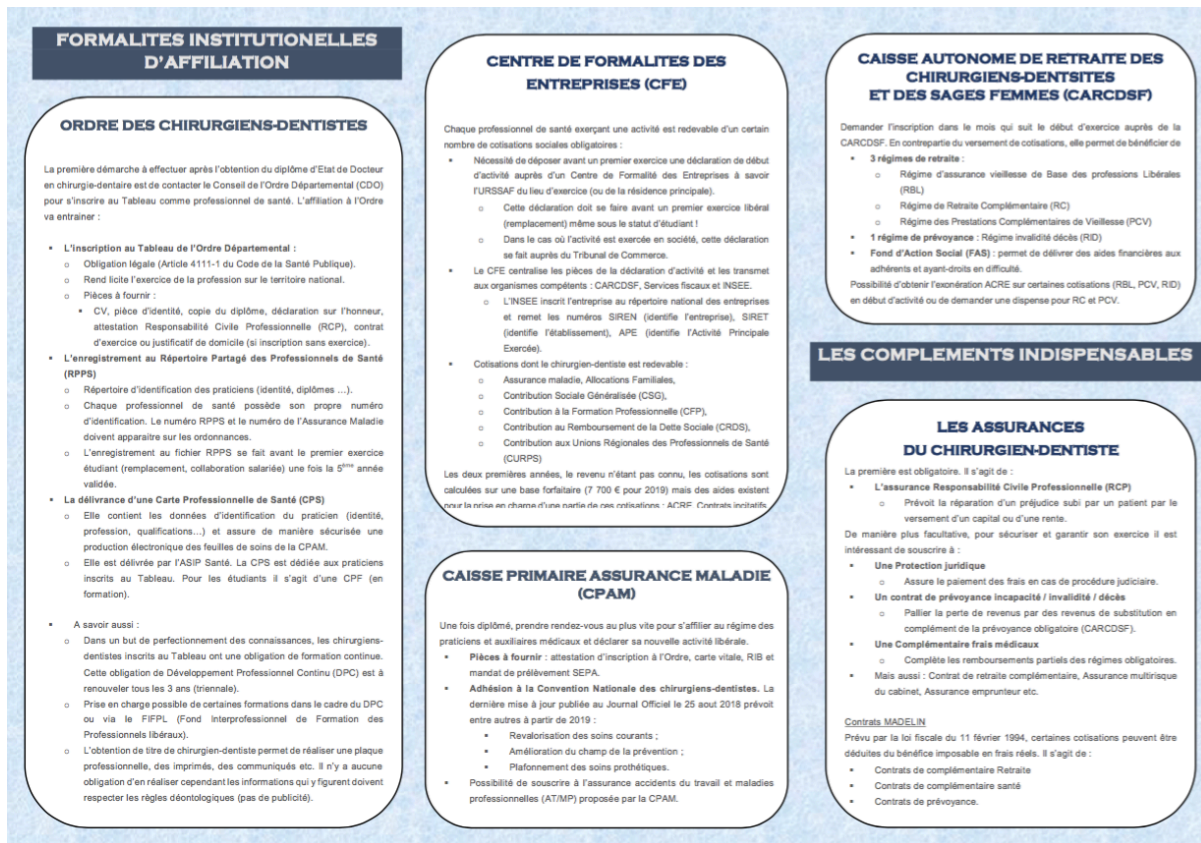 FORMALITES INSTITUTIONELLES
D'AFFILIATION
ORDRE DES CHIRURGIENS-DENTISTES
La première démarche à effectuer après l'obtention du diplôme d'Etat de Docteur
en chirurgie-dentaire est de contacter le Conseil de l'Ordre Départemental (CDO)
pour s'inscrire au Tableau comme professionnel de santé. L'affiliation à l'Ordre
va entrainer :
▪ L'inscription au Tableau de l'Ordre Départemental :
o Obligation légale (Article 4111-1 du Code de la Santé Publique).
o Rend licite l'exercice de la profession sur le territoire national.
o Pièces à fournir :
▪ CV, pièce d'identité, copie du diplôme, déclaration sur l'honneur,
attestation Responsabilité Civile Professionnelle (RCP), contrat
d'exercice ou justificatif de domicile (si inscription sans exercice).
▪ L'enregistrement au Répertoire Partagé des Professionnels de Santé
(RPPS)
o Répertoire d'identification des praticiens (identité, diplômes ...).
o Chaque professionnel de santé possède son propre numéro
d'identification. Le numéro RPPS et le numéro de l'Assurance Maladie
doivent apparaitre sur les ordonnances.
o L'enregistrement au fichier RPPS se fait avant le premier exercice
étudiant (remplacement, collaboration salariée) une fois la 5ème année
validée.
▪ La délivrance d'une Carte Professionnelle de Santé (CPS)
o Elle contient les données d'identification du praticien (identité,
profession, qualifications...) et assure de manière sécurisée une
production électronique des feuilles de soins de la CPAM.
o Elle est délivrée par l'ASIP Santé. La CPS est dédiée aux praticiens
inscrits au Tableau. Pour les étudiants il s'agit d'une CPF (en
formation).
▪ A savoir aussi :
o Dans un but de perfectionnement des connaissances, les chirurgiens-
dentistes inscrits au Tableau ont une obligation de formation continue.
Cette obligation de Développement Professionnel Continu (DPC) est à
renouveler tous les 3 ans (triennale).
o Prise en charge possible de certaines formations dans le cadre du DPC
ou via le FIFPL (Fond Interprofessionnel de Formation des
Professionnels libéraux).
o L'obtention de titre de chirurgien-dentiste permet de réaliser une plaque
professionnelle, des imprimés, des communiqués etc. Il n'y a aucune
obligation d'en réaliser cependant les informations qui y figurent doivent
respecter les règles déontologiques (pas de publicité).
CENTRE DE FORMALITES DES
ENTREPRISES (CFE)
Chaque professionnel de santé exerçant une activité est redevable d'un certain
nombre de cotisations sociales obligatoires :
▪ Nécessité de déposer avant un premier exercice une déclaration de début
d'activité auprès d'un Centre de Formalité des Entreprises à savoir
l'URSSAF du lieu d'exercice (ou de la résidence principale).
o Cette déclaration doit se faire avant un premier exercice libéral
(remplacement) même sous le statut d'étudiant !
o Dans le cas où l'activité est exercée en société, cette déclaration
se fait auprès du Tribunal de Commerce.
▪ Le CFE centralise les pièces de la déclaration d'activité et les transmet
aux organismes compétents : CARCDSF, Services fiscaux et INSEE.
o L'INSEE inscrit l'entreprise au répertoire national des entreprises
et remet les numéros SIREN (identifie l'entreprise), SIRET
(identifie l'établissement), APE (identifie l'Activité Principale
Exercée).
▪ Cotisations dont le chirurgien-dentiste est redevable :
o Assurance maladie, Allocations Familiales,
o Contribution Sociale Généralisée (CSG),
o Contribution à la Formation Professionnelle (CFP),
o Contribution au Remboursement de la Dette Sociale (CRDS),
o Contribution aux Unions Régionales des Professionnels de Santé
(CURPS)
Les deux premières années, le revenu n'étant pas connu, les cotisations sont
calculées sur une base forfaitaire (7 700 € pour 2019) mais des aides existent
pour la prise en charge d'une partie de ces cotisations : ACRE, Contrats incitatifs
CAISSE PRIMAIRE ASSURANCE MALADIE
(CPAM)
Une fois diplômé, prendre rendez-vous au plus vite pour s'affilier au régime des
praticiens et auxiliaires médicaux et déclarer sa nouvelle activité libérale.
▪ Pièces à fournir : attestation d'inscription à l'Ordre, carte vitale, RIB et
mandat de prélèvement SEPA.
▪ Adhésion à la Convention Nationale des chirurgiens-dentistes. La
dernière mise à jour publiée au Journal Officiel le 25 aout 2018 prévoit
entre autres à partir de 2019 :
▪ Revalorisation des soins courants ;
▪ Amélioration du champ de la prévention ;
▪ Plafonnement des soins prothétiques.
▪ Possibilité de souscrire à l'assurance accidents du travail et maladies
professionnelles (AT/MP) proposée par la CPAM.
CAISSE AUTONOME DE RETRAITE DES
CHIRURGIENS-DENTSITES
ET DES SAGES FEMMES (CARCDSF)
Demander l'inscription dans le mois qui suit le début d'exercice auprès de la
CARCDSF. En contrepartie du versement de cotisations, elle permet de bénéficier de
▪ 3 régimes de retraite :
o Régime d'assurance vieillesse de Base des professions Libérales
(RBL)
o Régime de Retraite Complémentaire (RC)
o Régime des Prestations Complémentaires de Vieillesse (PCV)
▪ 1 régime de prévoyance : Régime invalidité décès (RID)
▪ Fond d'Action Social (FAS) : permet de délivrer des aides financières aux
adhérents et ayant-droits en difficulté.
Possibilité d'obtenir l'exonération ACRE sur certaines cotisations (RBL, PCV, RID)
en début d'activité ou de demander une dispense pour RC et PCV.
LES COMPLEMENTS INDISPENSABLES
LES ASSURANCES
DU CHIRURGIEN-DENTISTE
La première est obligatoire. Il s'agit de :
▪ L'assurance Responsabilité Civile Professionnelle (RCP)
o Prévoit la réparation d'un préjudice subi par un patient par le
versement d'un capital ou d'une rente.
De manière plus facultative, pour sécuriser et garantir son exercice il est
intéressant de souscrire à :
▪ Une Protection juridique
o Assure le paiement des frais en cas de procédure judiciaire.
▪ Un contrat de prévoyance incapacité / invalidité / décès
o Pallier la perte de revenus par des revenus de substitution en
complément de la prévoyance obligatoire (CARCDSF).
▪ Une Complémentaire frais médicaux
o Complète les remboursements partiels des régimes obligatoires.
▪ Mais aussi : Contrat de retraite complémentaire, Assurance multirisque
du cabinet, Assurance emprunteur etc.
Contrats MADELIN
Prévu par la loi fiscale du 11 février 1994, certaines cotisations peuvent être
déduites du bénéfice imposable en frais réels. Il s'agit de :
▪ Contrats de complémentaire Retraite
▪ Contrats de complémentaire santé
▪ Contrats de prévoyance.